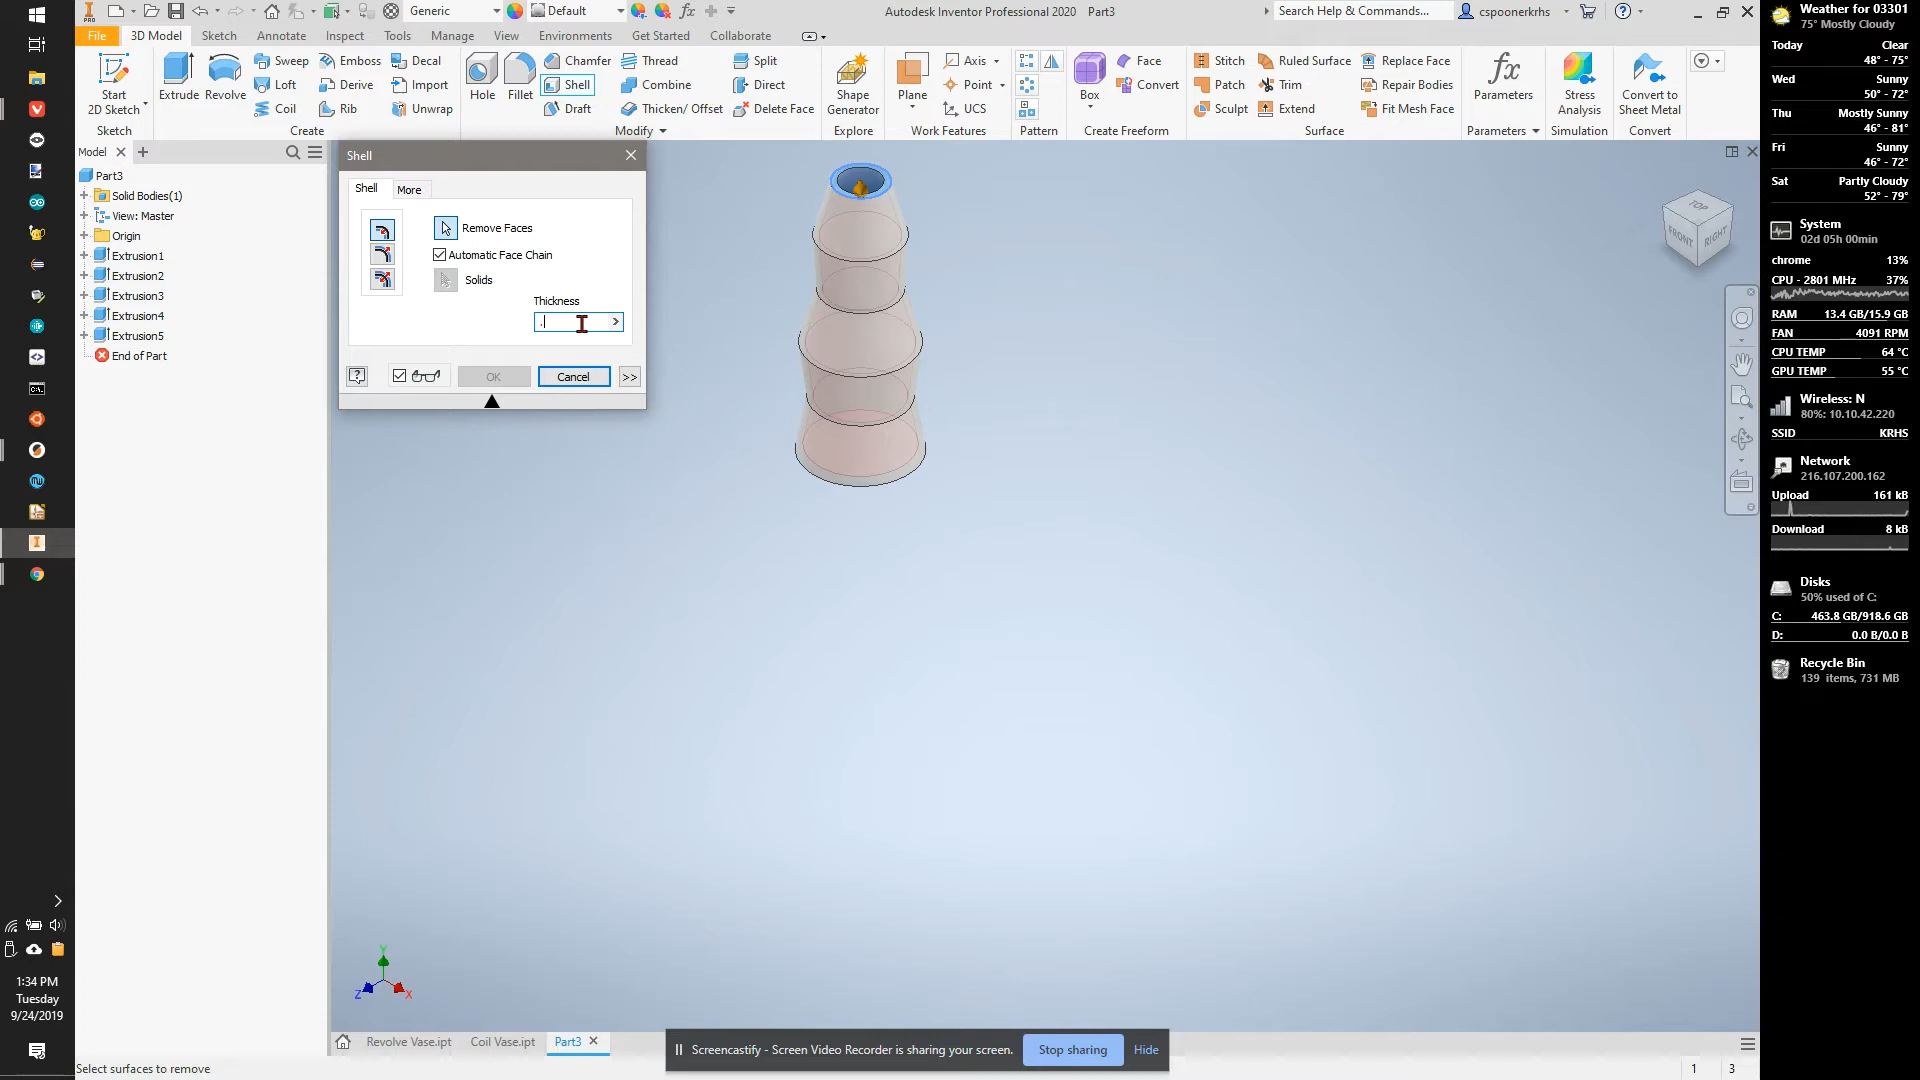 Generic
Default
Autodesk Inventor Professional 2020 Part3
Search Help & Commands...
cspoonerkrhs
PRO
File
3D Model
Sketch
Annotate
Inspect
Tools
Manage
View
Environments
Get Started
Collaborate
Start
2D Sketch
Extrude
Revolve
Sweep
Loft
Coil
Emboss
Derive
Rib
Decal
Import
Unwrap
Hole
Fillet
Chamfer
Shell
Draft
Thread
Combine
Thicken/ Offset
Split
Direct
Delete Face
Shape
Generator
Plane
Axis
Point
UCS
Box
Face
Convert
Stitch
Patch
Sculpt
Ruled Surface
Trim
Extend
Replace Face
Repair Bodies
Fit Mesh Face
fx
Parameters
Stress
Analysis
Convert to
Sheet Metal
Sketch
Create
Modify
Explore
Work Features
Pattern
Create Freeform
Surface
Parameters
Simulation
Convert
Model
Part3
Solid Bodies(1)
View: Master
Origin
Extrusion1
Extrusion2
Extrusion3
Extrusion4
Extrusion5
End of Part
Shell
Shell
More
Remove Faces
Automatic Face Chain
Solids
Thickness
.
OK
Cancel
>>
TOP
FRONT
RIGHT
Y
Z
X
Revolve Vase.ipt
Coil Vase.ipt
Part3
Screencastify - Screen Video Recorder is sharing your screen.
Stop sharing
Hide
Select surfaces to remove
1
3
1:34 PM
Tuesday
9/24/2019
Weather for 03301
75° Mostly Cloudy
Today Clear
48° - 75°
Wed Sunny
50° - 72°
Thu Mostly Sunny
46° - 81°
Fri Sunny
46° - 72°
Sat Partly Cloudy
52° - 79°
System
02d 05h 00min
chrome 13%
CPU - 2801 MHz 37%
RAM 13.4 GB/15.9 GB
FAN 4091 RPM
CPU TEMP 64 °C
GPU TEMP 55 °C
Wireless: N
80%: 10.10.42.220
SSID KRHS
Network
216.107.200.162
Upload 161 kB
Download 8 kB
Disks
50% used of C:
C: 463.8 GB/918.6 GB
D: 0.0 B/0.0 B
Recycle Bin
139 items, 731 MB